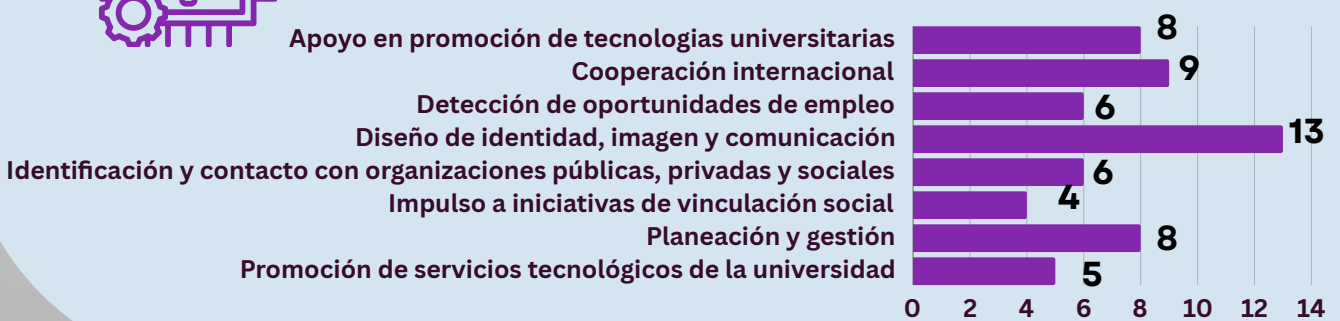 Apoyo en promoción de tecnologias universitarias 8
Cooperación internacional 9
Detección de oportunidades de empleo 6
Diseño de identidad, imagen y comunicación 13
Identificación y contacto con organizaciones públicas, privadas y sociales 6
Impulso a iniciativas de vinculación social 4
Planeación y gestión 8
Promoción de servicios tecnológicos de la universidad 5
0 2 4 6 8 10 12 14